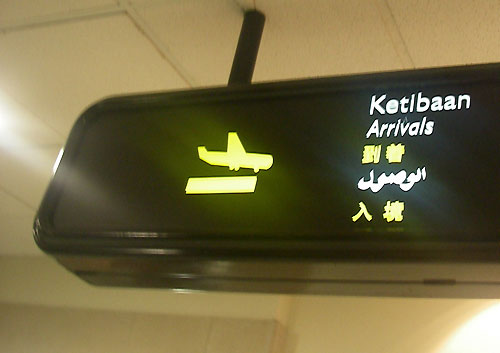 Ketibaan
Arrivals
到着
الوصول
入境